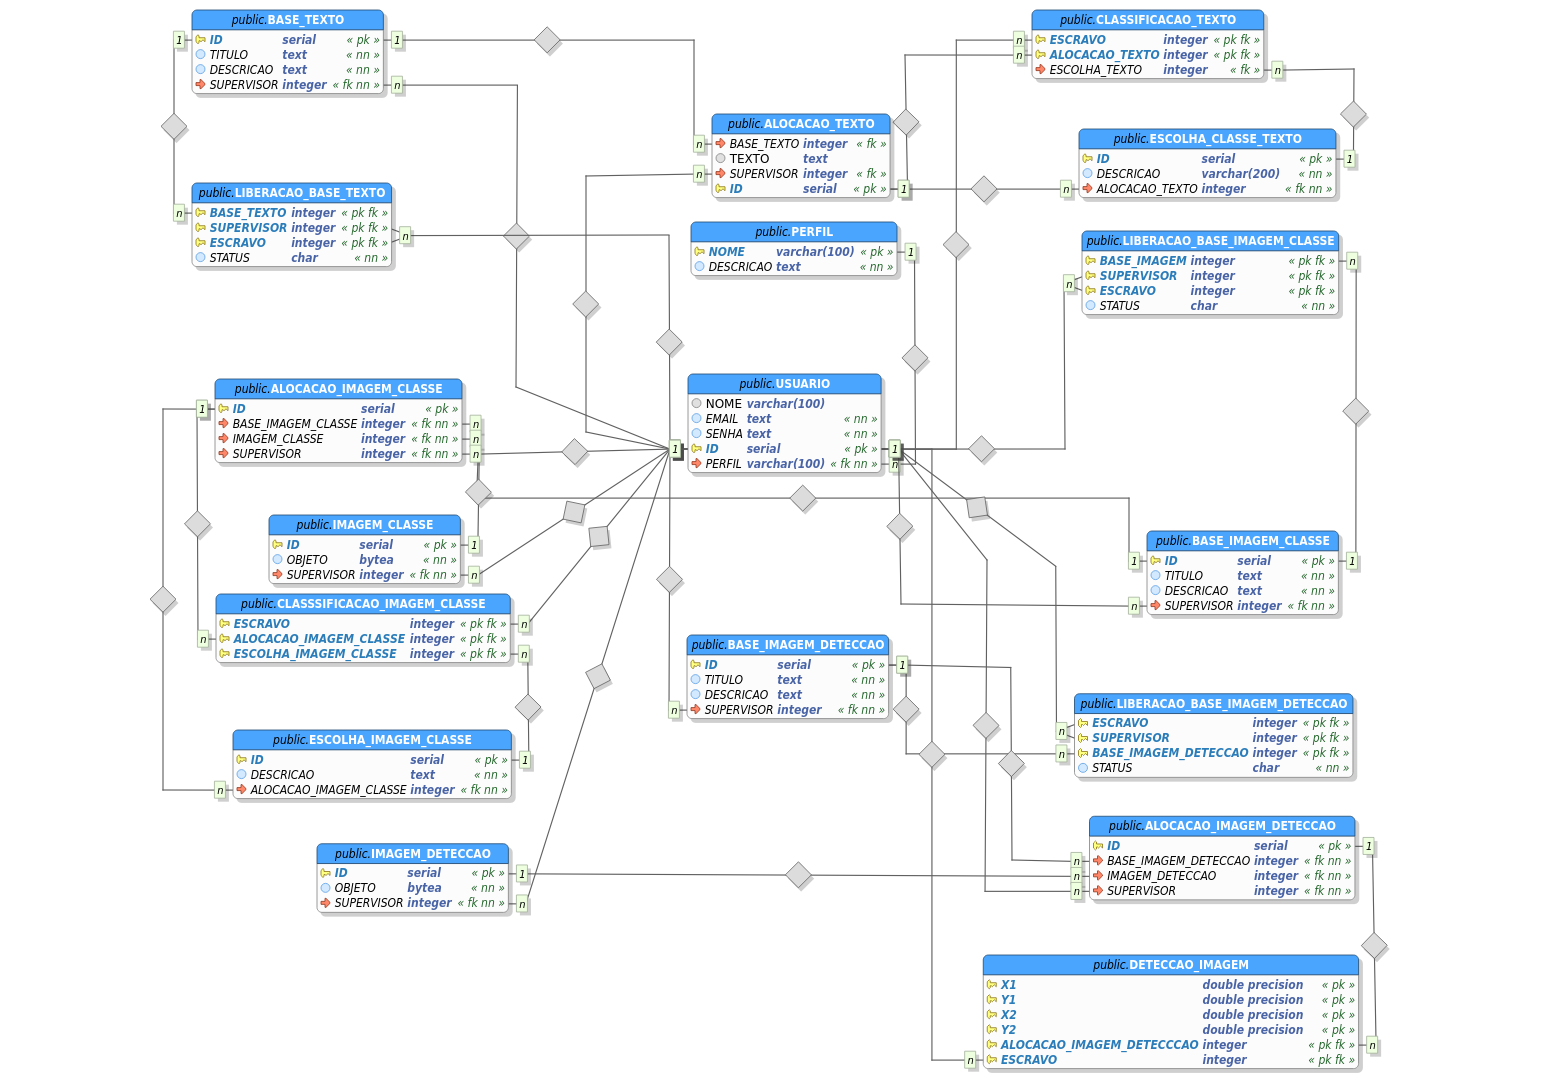 public.BASE_TEXTO
ID serial « pk »
TITULO text « nn »
DESCRICAO text « nn »
SUPERVISOR integer « fk nn »
1
1
n
public.CLASSIFICACAO_TEXTO
ESCRAVO integer « pk fk »
ALOCACAO_TEXTO integer « pk fk »
ESCOLHA_TEXTO integer « fk »
n
n
n
public.ALOCACAO_TEXTO
BASE_TEXTO integer « fk »
TEXTO text
SUPERVISOR integer « fk »
ID serial « pk »
n
n
1
public.ESCOLHA_CLASSE_TEXTO
ID serial « pk »
DESCRICAO varchar(200) « nn »
ALOCACAO_TEXTO integer « fk nn »
1
n
public.LIBERACAO_BASE_TEXTO
BASE_TEXTO integer « pk fk »
SUPERVISOR integer « pk fk »
ESCRAVO integer « pk fk »
STATUS char « nn »
n
n
public.PERFIL
NOME varchar(100) « pk »
DESCRICAO text « nn »
1
public.LIBERACAO_BASE_IMAGEM_CLASSE
BASE_IMAGEM integer « pk fk »
SUPERVISOR integer « pk fk »
ESCRAVO integer « pk fk »
STATUS char « nn »
n
n
public.ALOCACAO_IMAGEM_CLASSE
ID serial « pk »
BASE_IMAGEM_CLASSE integer « fk nn »
IMAGEM_CLASSE integer « fk nn »
SUPERVISOR integer « fk nn »
1
n
n
n
public.USUARIO
NOME varchar(100)
EMAIL text « nn »
SENHA text « nn »
ID serial « pk »
PERFIL varchar(100) « fk nn »
1
1
n
public.IMAGEM_CLASSE
ID serial « pk »
OBJETO bytea « nn »
SUPERVISOR integer « fk nn »
1
n
public.BASE_IMAGEM_CLASSE
ID serial « pk »
TITULO text « nn »
DESCRICAO text « nn »
SUPERVISOR integer « fk nn »
1
1
n
public.CLASSSIFICACAO_IMAGEM_CLASSE
ESCRAVO integer « pk fk »
ALOCACAO_IMAGEM_CLASSE integer « pk fk »
ESCOLHA_IMAGEM_CLASSE integer « pk fk »
n
n
n
public.BASE_IMAGEM_DETECCAO
ID serial « pk »
TITULO text « nn »
DESCRICAO text « nn »
SUPERVISOR integer « fk nn »
1
n
public.LIBERACAO_BASE_IMAGEM_DETECCAO
ESCRAVO integer « pk fk »
SUPERVISOR integer « pk fk »
BASE_IMAGEM_DETECCAO integer « pk fk »
STATUS char « nn »
n
n
public.ESCOLHA_IMAGEM_CLASSE
ID serial « pk »
DESCRICAO text « nn »
ALOCACAO_IMAGEM_CLASSE integer « fk nn »
1
n
public.ALOCACAO_IMAGEM_DETECCAO
ID serial « pk »
BASE_IMAGEM_DETECCAO integer « fk nn »
IMAGEM_DETECCAO integer « fk nn »
SUPERVISOR integer « fk nn »
1
n
n
n
public.IMAGEM_DETECCAO
ID serial « pk »
OBJETO bytea « nn »
SUPERVISOR integer « fk nn »
1
n
public.DETECCAO_IMAGEM
X1 double precision « pk »
Y1 double precision « pk »
X2 double precision « pk »
Y2 double precision « pk »
ALOCACAO_IMAGEM_DETECCCAO integer « pk fk »
ESCRAVO integer « pk fk »
n
n